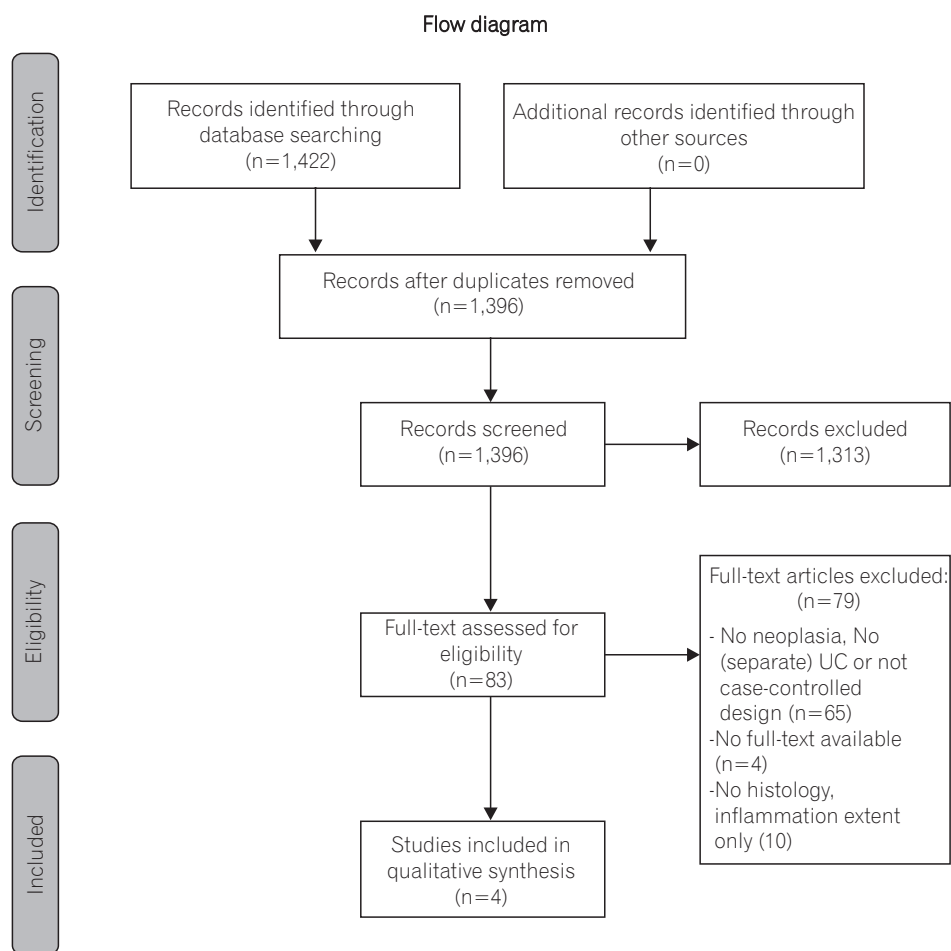 Flow diagram
Identification
Records identified through
database searching
(n=1,422)
Additional records identified through
other sources
(n=0)
Records after duplicates removed
(n=1,396)
Screening
Records screened
(n=1,396)
Records excluded
(n=1,313)
Eligibility
Full-text assessed for
eligibility
(n=83)
Full-text articles excluded:
(n=79)
- No neoplasia, No
(separate) UC or not
case-controlled
design (n=65)
-No full-text available
(n=4)
-No histology,
inflammation extent
only (10)
Included
Studies included in
qualitative synthesis
(n=4)